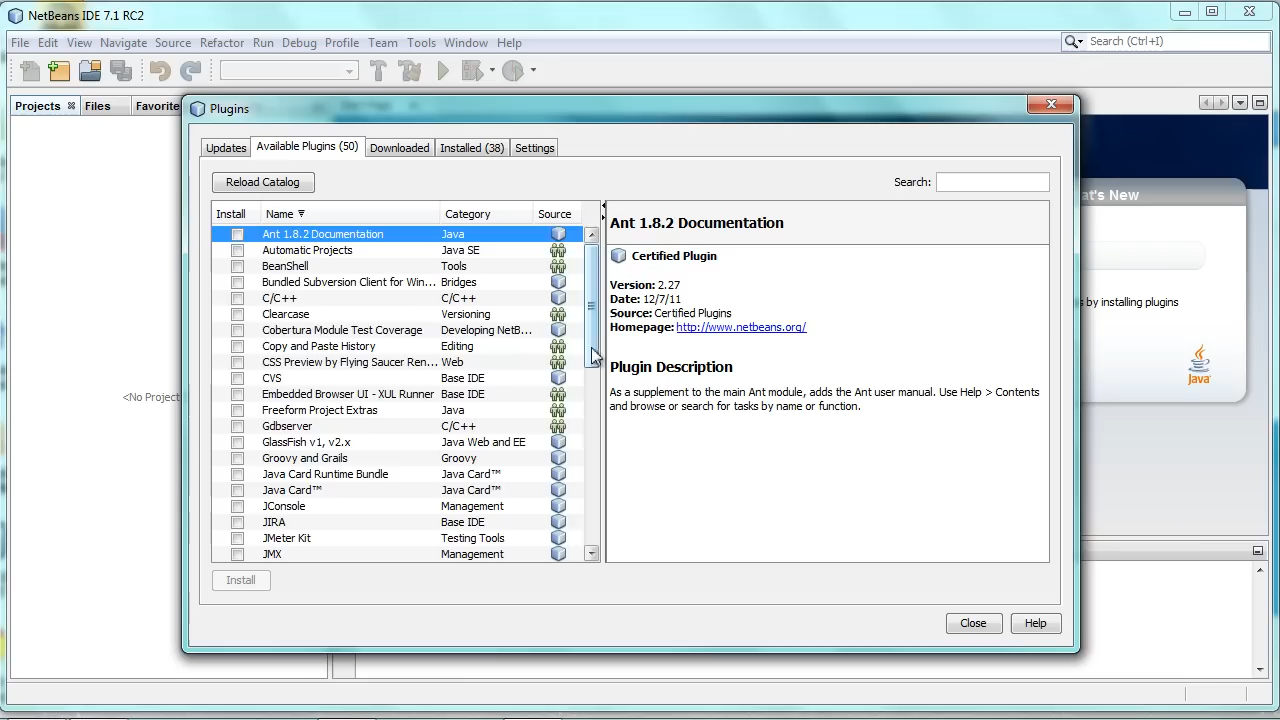 NetBeans IDE 7.1 RC2
File Edit View Navigate Source Refactor Run Debug Profile Team Tools Window Help
Search (Ctrl+I)
Projects Files Favorite
Plugins
Updates Available Plugins (50) Downloaded Installed (38) Settings
Reload Catalog Search:
Install Name Category Source
Ant 1.8.2 Documentation Java
Automatic Projects Java SE
BeanShell Tools
Bundled Subversion Client for Win... Bridges
C/C++ C/C++
Clearcase Versioning
Cobertura Module Test Coverage Developing NetB...
Copy and Paste History Editing
CSS Preview by Flying Saucer Ren... Web
CVS Base IDE
Embedded Browser UI - XUL Runner Base IDE
Freeform Project Extras Java
Gdbserver C/C++
GlassFish v1, v2.x Java Web and EE
Groovy and Grails Groovy
Java Card Runtime Bundle Java Card™
Java Card™ Java Card™
JConsole Management
JIRA Base IDE
JMeter Kit Testing Tools
JMX Management
Install
Ant 1.8.2 Documentation
Certified Plugin
Version: 2.27
Date: 12/7/11
Source: Certified Plugins
Homepage: http://www.netbeans.org/
Plugin Description
As a supplement to the main Ant module, adds the Ant user manual. Use Help > Contents
and browse or search for tasks by name or function.
Close Help
<No Project
at's New
s by installing plugins
Java